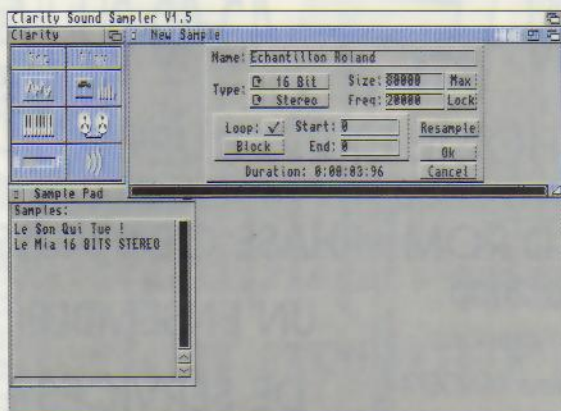 Clarity Sound Sampler V1.5
Clarity
New Sample
Name: Echantillon Roland
Type: 16 Bit Size: 80000 Max
Stereo Freq: 20000 Lock
Loop: Start: 0 Resample
Block End: 0 Ok
Duration: 0:00:03:96 Cancel
Sample Pad
Samples:
Le Son Qui Tue !
Le Mia 16 BITS STEREO